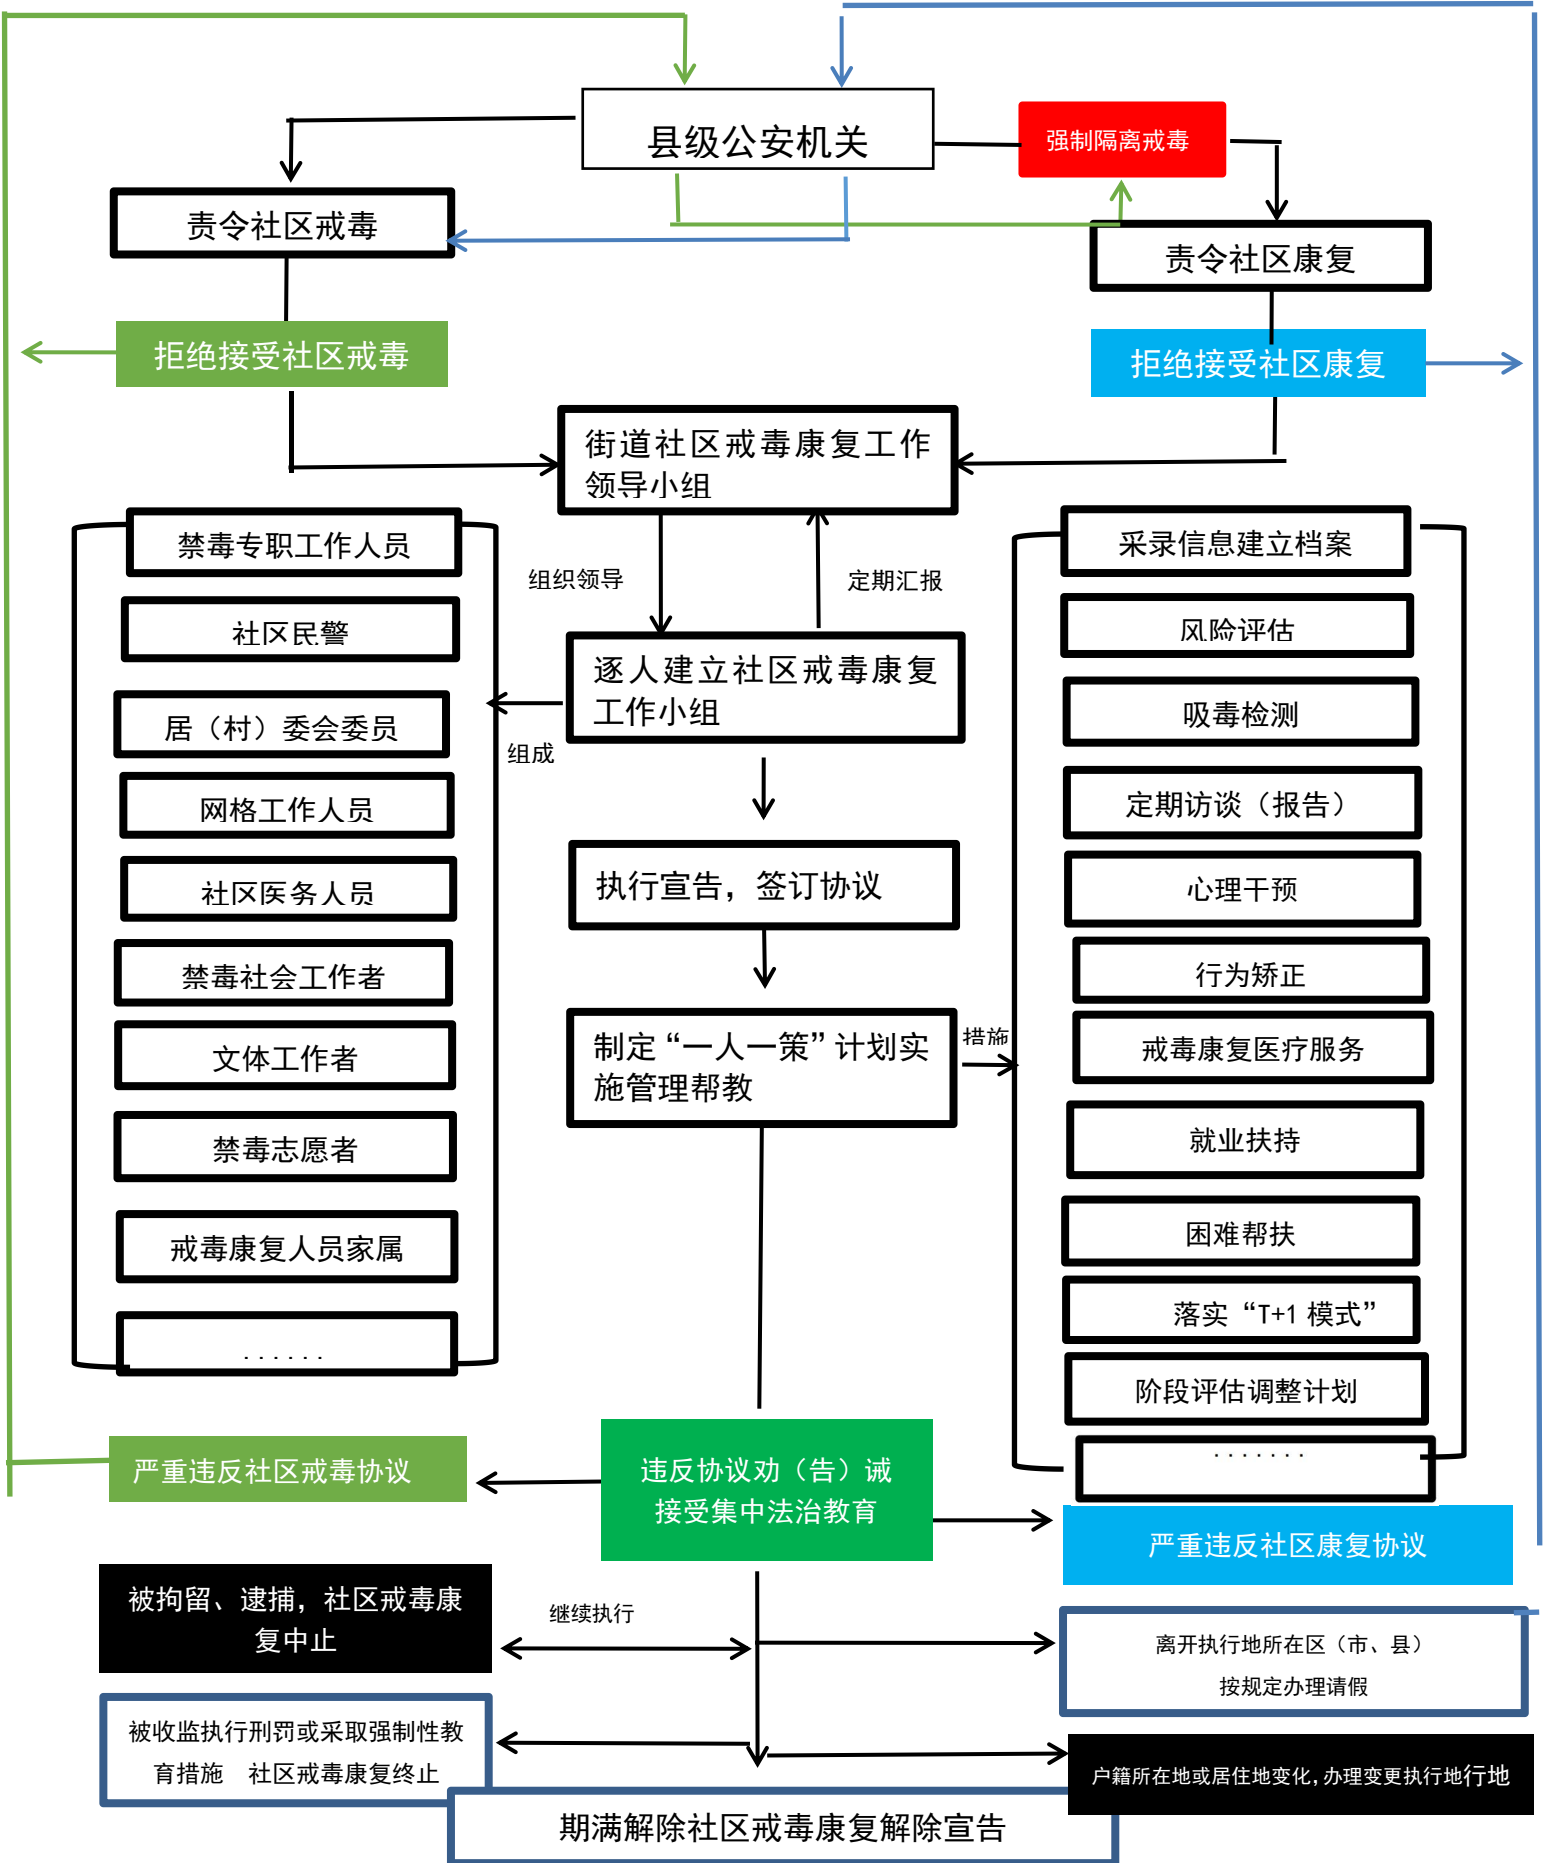 县级公安机关
强制隔离戒毒
责令社区戒毒
责令社区康复
拒绝接受社区戒毒
拒绝接受社区康复
街道社区戒毒康复工作
领导小组
组织领导
定期汇报
逐人建立社区戒毒康复
工作小组
组成
禁毒专职工作人员
社区民警
居（村）委会委员
网格工作人员
社区医务人员
禁毒社会工作者
文体工作者
禁毒志愿者
戒毒康复人员家属
......
执行宣告，签订协议
制定“一人一策”计划实
施管理帮教
措施
采录信息建立档案
风险评估
吸毒检测
定期访谈（报告）
心理干预
行为矫正
戒毒康复医疗服务
就业扶持
困难帮扶
落实“T+1 模式”
阶段评估调整计划
.......
严重违反社区戒毒协议
违反协议劝（告）诫
接受集中法治教育
严重违反社区康复协议
被拘留、逮捕，社区戒毒康
复中止
继续执行
离开执行地所在区（市、县）
按规定办理请假
被收监执行刑罚或采取强制性教
育措施 社区戒毒康复终止
户籍所在地或居住地变化,办理变更执行地行地
期满解除社区戒毒康复解除宣告